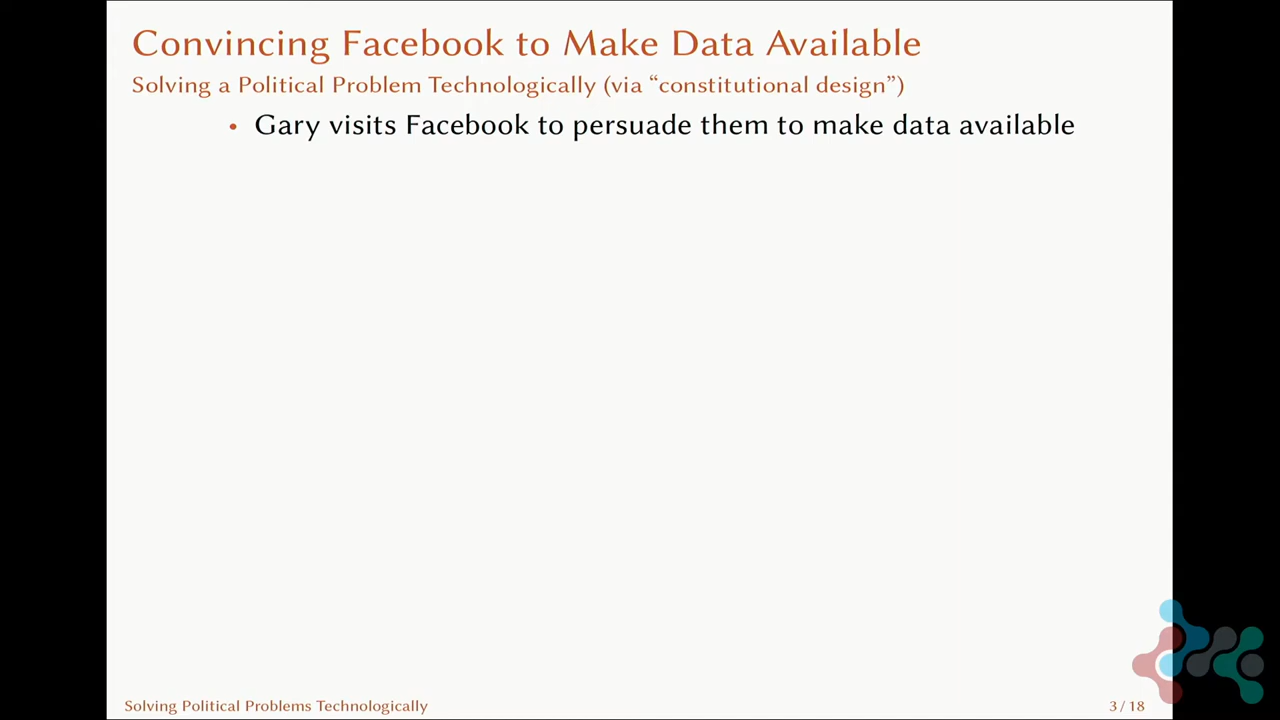 Convincing Facebook to Make Data Available
Solving a Political Problem Technologically (via “constitutional design”)
• Gary visits Facebook to persuade them to make data available
Solving Political Problems Technologically
3 / 18